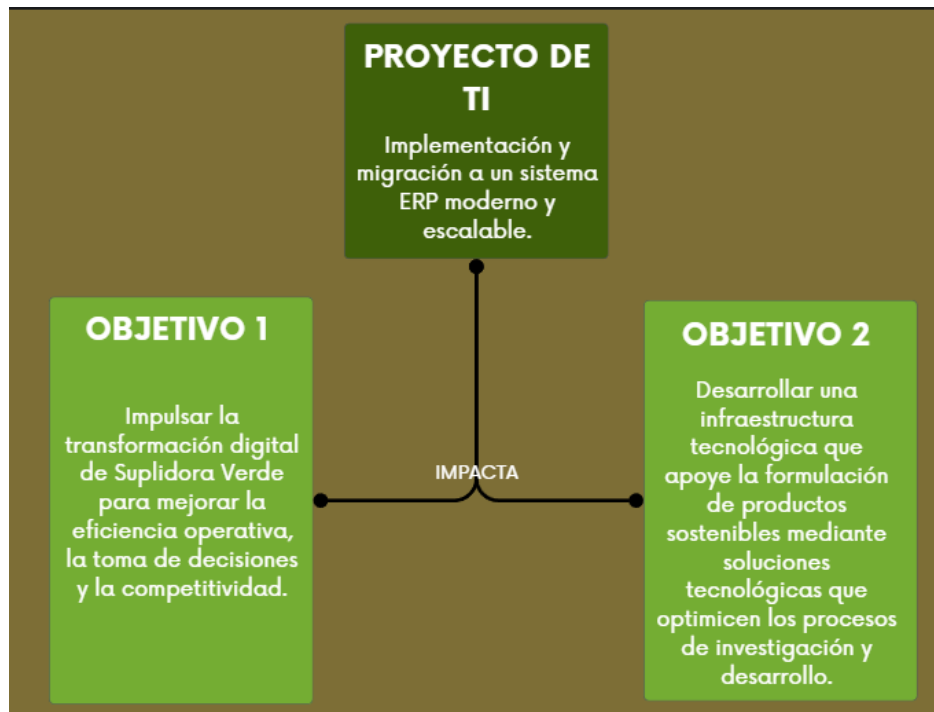 PROYECTO DE
TI
Implementación y
migración a un sistema
ERP moderno y
escalable.
OBJETIVO 1
Impulsar la
transformación digital
de Suplidora Verde
para mejorar la
eficiencia operativa,
la toma de decisiones
y la competitividad.
IMPACTA
OBJETIVO 2
Desarrollar una
infraestructura
tecnológica que
apoye la formulación
de productos
sostenibles mediante
soluciones
tecnológicas que
optimicen los procesos
de investigación y
desarrollo.